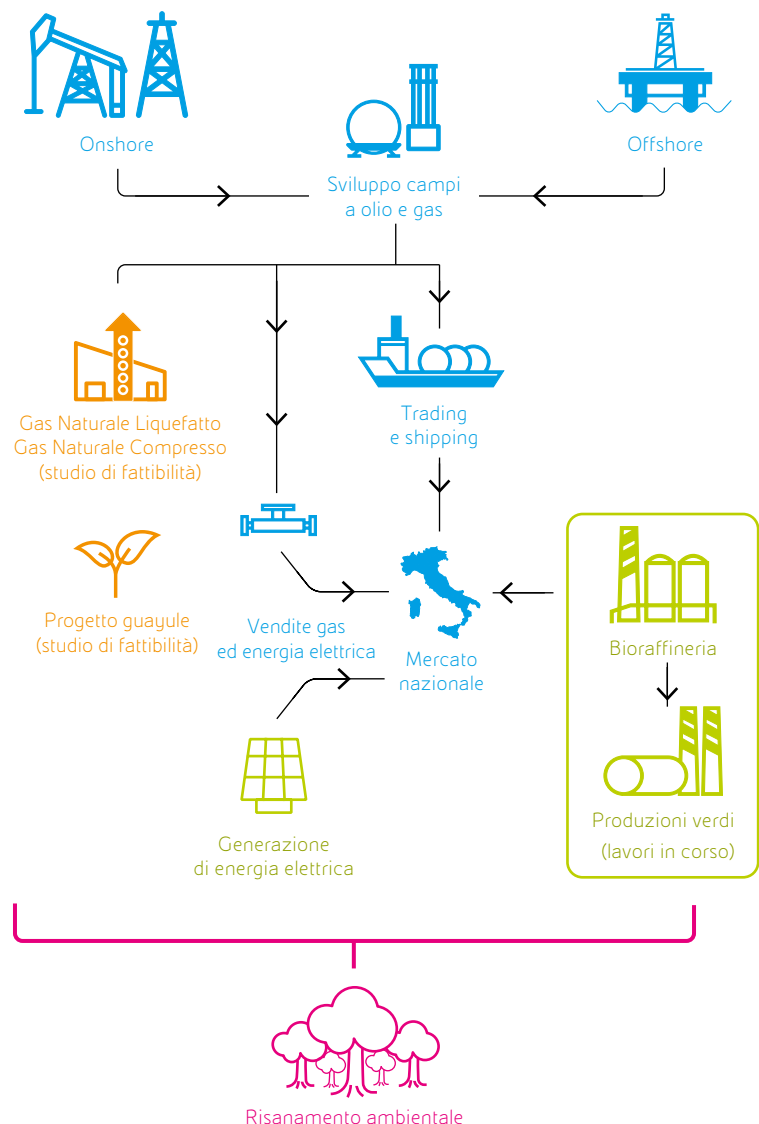 Onshore
Offshore
Sviluppo campi
a olio e gas
Gas Naturale Liquefatto
Gas Naturale Compresso
(studio di fattibilità)
Trading
e shipping
Progetto guayule
(studio di fattibilità)
Vendite gas
ed energia elettrica
Mercato
nazionale
Bioraffineria
Produzioni verdi
(lavori in corso)
Generazione
di energia elettrica
Risanamento ambientale